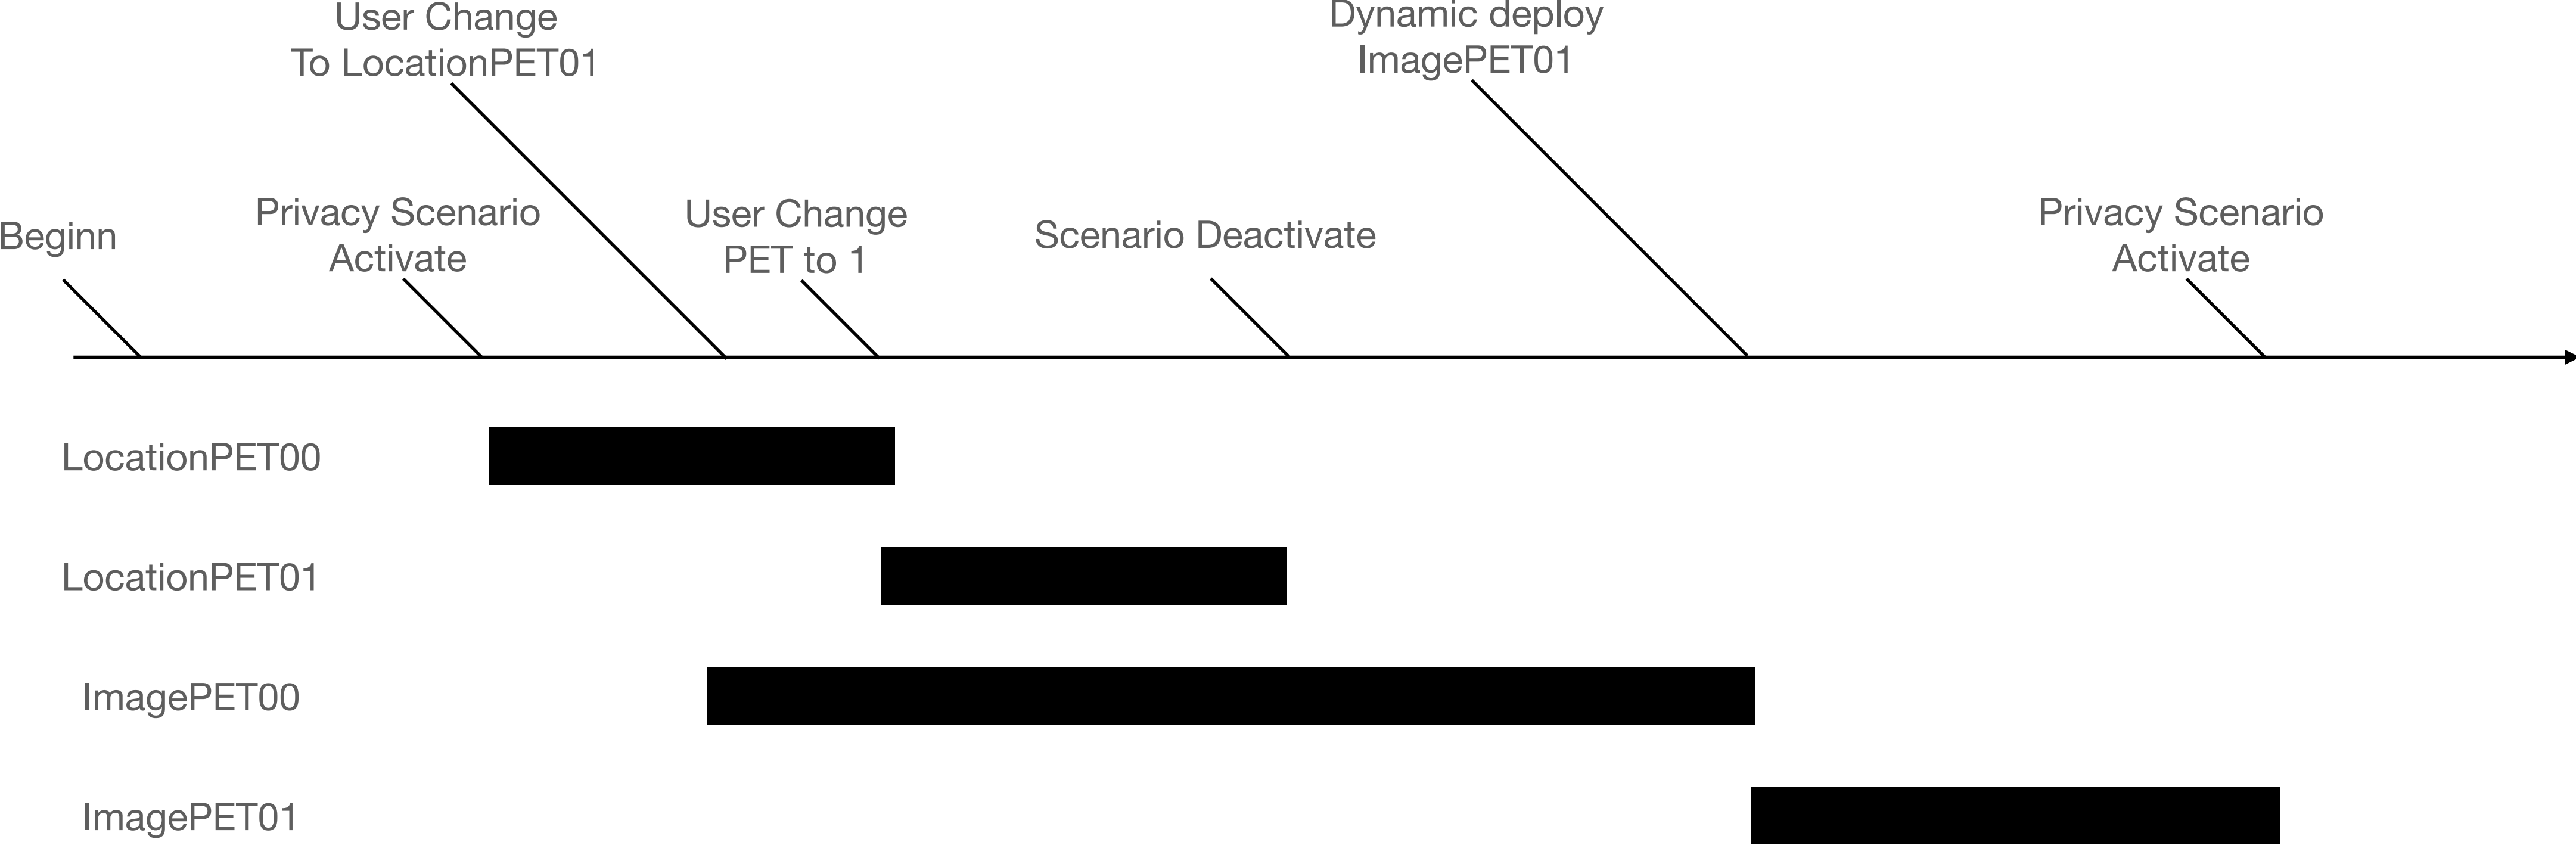 User Change
To LocationPET01
Dynamic deploy
ImagePET01
Beginn
Privacy Scenario
Activate
User Change
PET to 1
Scenario Deactivate
Privacy Scenario
Activate
LocationPET00
LocationPET01
ImagePET00
ImagePET01